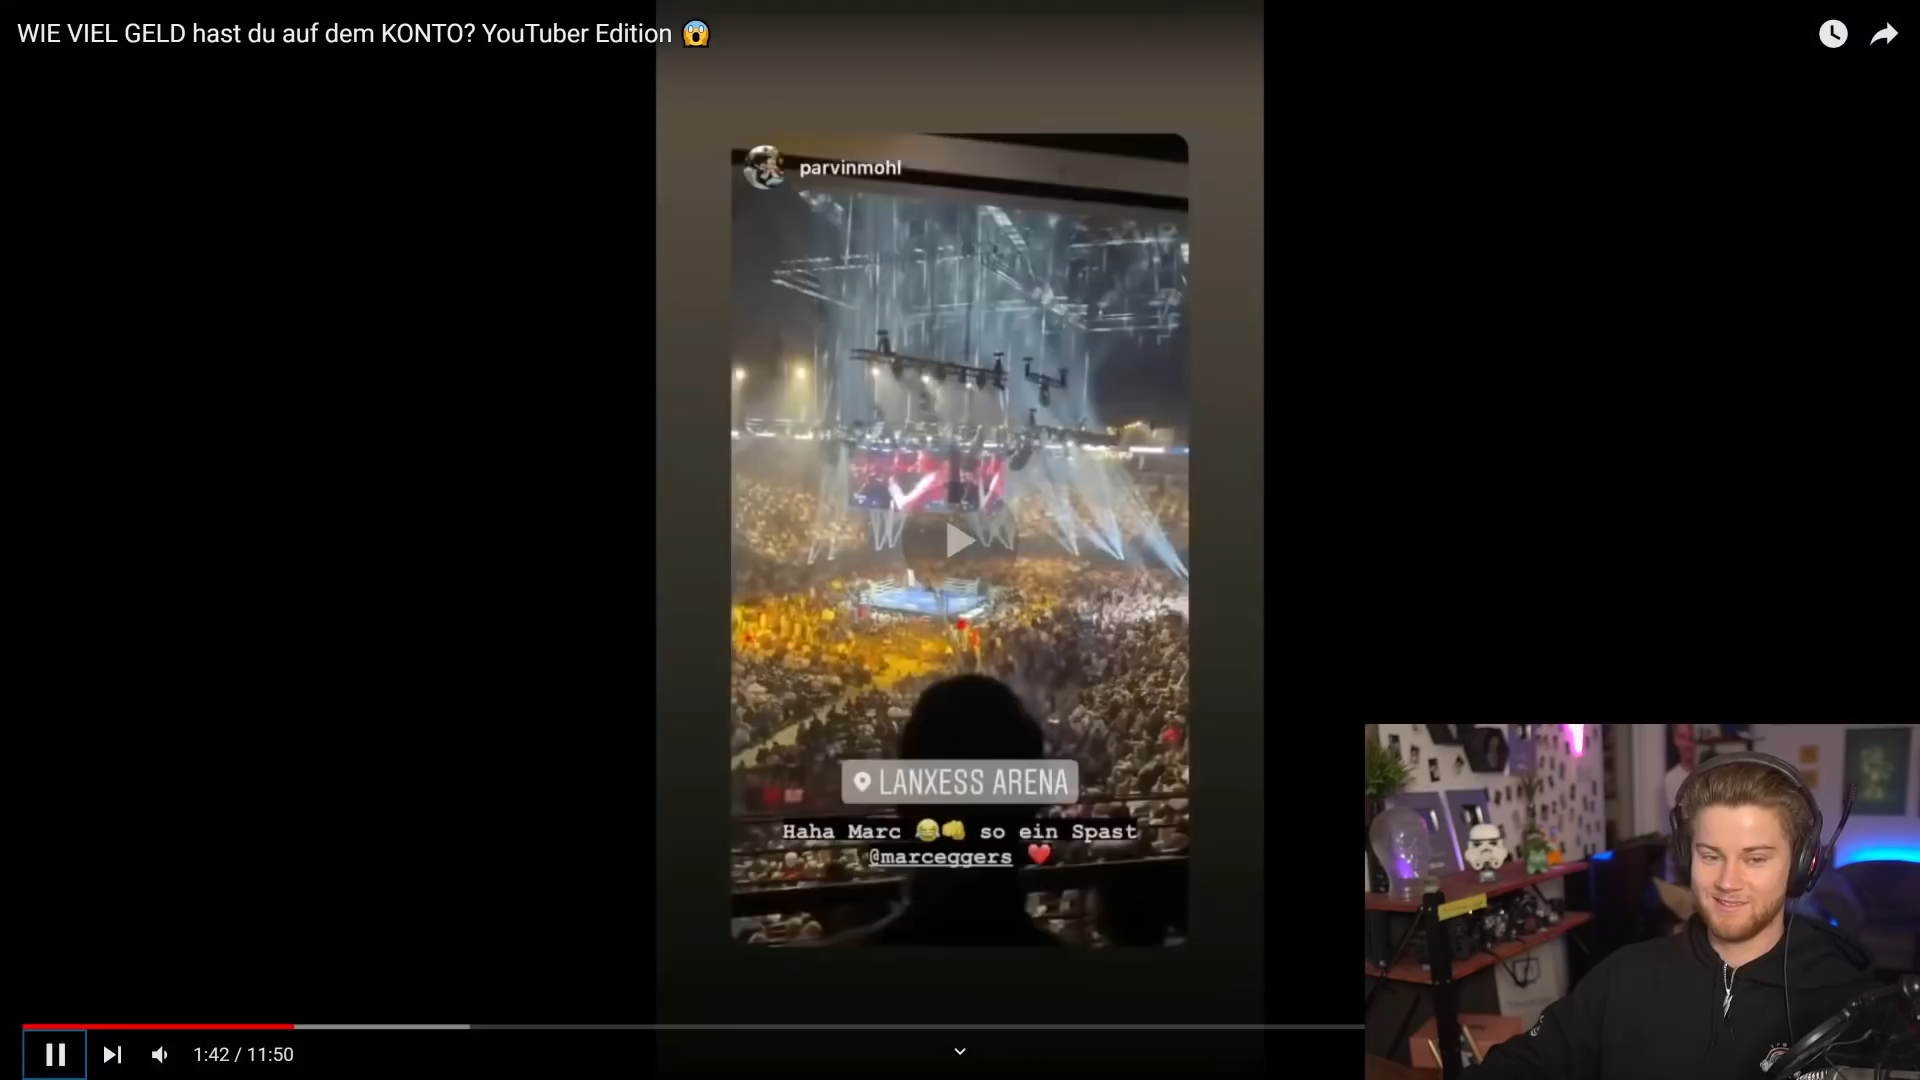 WIE VIEL GELD hast du auf dem KONTO? YouTuber Edition 😱
parvinmohl
LANXESS ARENA
Haha Marc 😂👊 so ein Spast
@marceggers ❤️
1:42 / 11:50